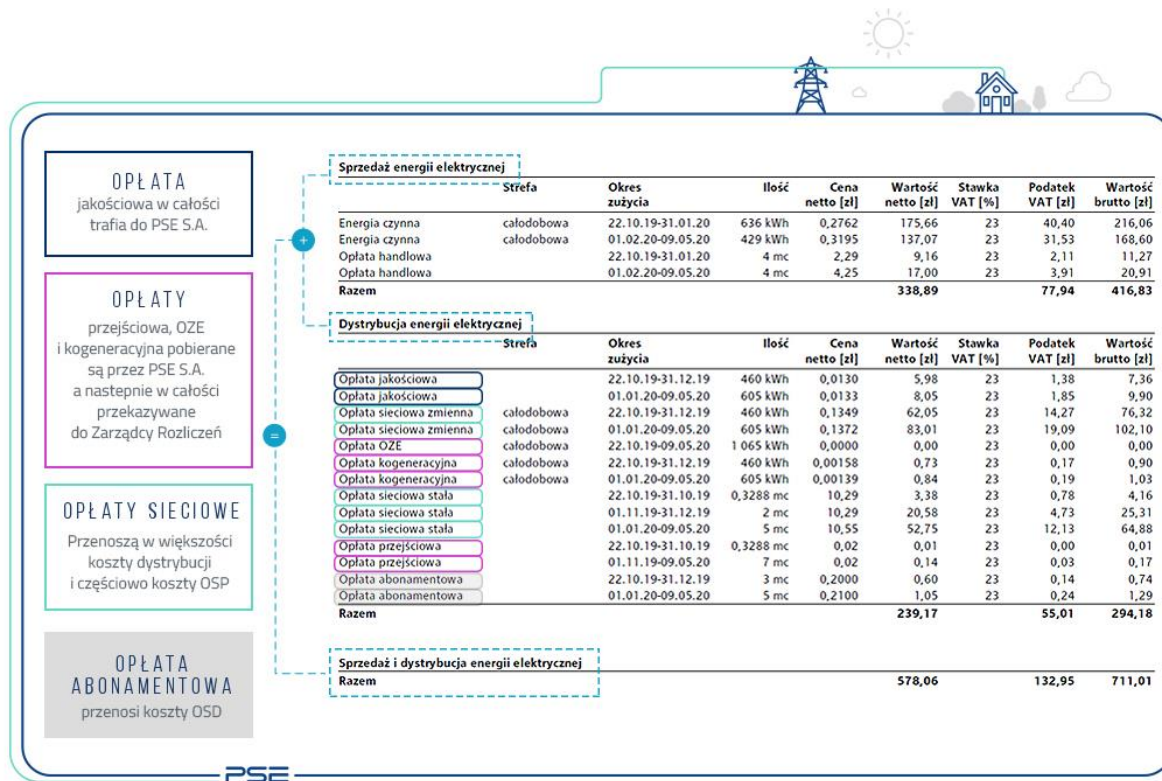 OPŁATA
jakościowa w całości
trafia do PSE S.A.
OPŁATY
przejściowa, OZE
i kogeneracyjna pobierane
są przez PSE S.A.
a nastepnie w całości
przekazywane
do Zarządcy Rozliczeń
OPŁATY SIECIOWE
Przenoszą w większości
koszty dystrybucji
i częściowo koszty OSP
OPŁATA
ABONAMENTOWA
przenosi koszty OSD
+
=
Sprzedaż energii elektrycznej
Strefa Okres zużycia Ilość Cena netto [zł] Wartość netto [zł] Stawka VAT [%] Podatek VAT [zł] Wartość brutto [zł]
Energia czynna całodobowa 22.10.19-31.01.20 636 kWh 0,2762 175,66 23 40,40 216,06
Energia czynna całodobowa 01.02.20-09.05.20 429 kWh 0,3195 137,07 23 31,53 168,60
Opłata handlowa 22.10.19-31.01.20 4 mc 2,29 9,16 23 2,11 11,27
Opłata handlowa 01.02.20-09.05.20 4 mc 4,25 17,00 23 3,91 20,91
Razem 338,89 77,94 416,83
Dystrybucja energii elektrycznej
Strefa Okres zużycia Ilość Cena netto [zł] Wartość netto [zł] Stawka VAT [%] Podatek VAT [zł] Wartość brutto [zł]
Opłata jakościowa 22.10.19-31.12.19 460 kWh 0,0130 5,98 23 1,38 7,36
Opłata jakościowa 01.01.20-09.05.20 605 kWh 0,0133 8,05 23 1,85 9,90
Opłata sieciowa zmienna całodobowa 22.10.19-31.12.19 460 kWh 0,1349 62,05 23 14,27 76,32
Opłata sieciowa zmienna całodobowa 01.01.20-09.05.20 605 kWh 0,1372 83,01 23 19,09 102,10
Opłata OZE całodobowa 22.10.19-09.05.20 1 065 kWh 0,0000 0,00 23 0,00 0,00
Opłata kogeneracyjna całodobowa 22.10.19-31.12.19 460 kWh 0,00158 0,73 23 0,17 0,90
Opłata kogeneracyjna całodobowa 01.01.20-09.05.20 605 kWh 0,00139 0,84 23 0,19 1,03
Opłata sieciowa stała 22.10.19-31.10.19 0,3288 mc 10,29 3,38 23 0,78 4,16
Opłata sieciowa stała 01.11.19-31.12.19 2 mc 10,29 20,58 23 4,73 25,31
Opłata sieciowa stała 01.01.20-09.05.20 5 mc 10,55 52,75 23 12,13 64,88
Opłata przejściowa 22.10.19-31.10.19 0,3288 mc 0,02 0,01 23 0,00 0,01
Opłata przejściowa 01.11.19-09.05.20 7 mc 0,02 0,14 23 0,03 0,17
Opłata abonamentowa 22.10.19-31.12.19 3 mc 0,2000 0,60 23 0,14 0,74
Opłata abonamentowa 01.01.20-09.05.20 5 mc 0,2100 1,05 23 0,24 1,29
Razem 239,17 55,01 294,18
Sprzedaż i dystrybucja energii elektrycznej
Razem 578,06 132,95 711,01
PSE